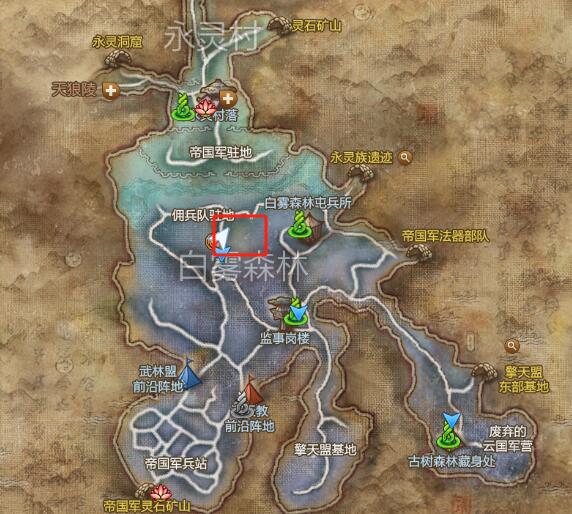 永灵村
灵石矿山
永灵洞窟
天狼陵
村落
帝国军驻地
永灵族遗迹
白雾森林屯兵所
佣兵队驻地
帝国军法器部队
白雾森林
监事岗楼
武林盟
前沿阵地
擎天盟
东部基地
教
前沿阵地
废弃的
云国军营
擎天盟基地
帝国军兵站
古树森林藏身处
帝国军灵石矿山